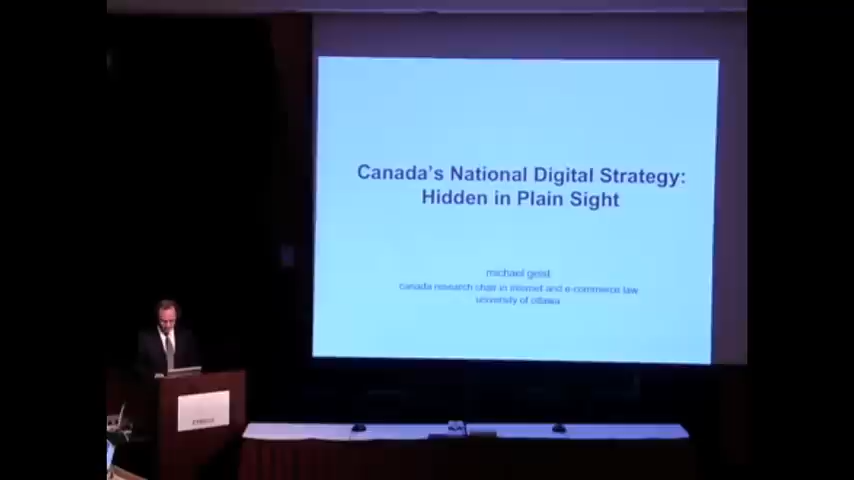 Canada's National Digital Strategy:
Hidden in Plain Sight
michael geist
canada research chair in internet and e-commerce law
university of ottawa